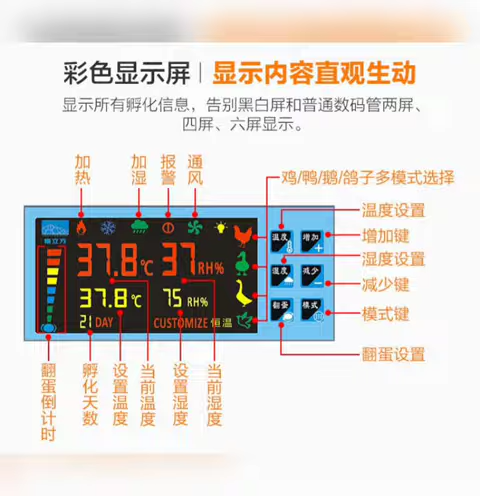 彩色显示屏|显示内容直观生动
显示所有孵化信息，告别黑白屏和普通数码管两屏、
四屏、六屏显示。
加热
加湿
报警
通风
鸡/鸭/鹅/鸽子多模式选择
温度设置
增加键
湿度设置
减少键
模式键
翻蛋设置
37.8℃
37RH%
37.8℃
75 RH%
21 DAY
CUSTOMIZE 恒温
温度
增加
湿度
减少
翻蛋
模式
翻蛋倒计时
孵化天数
设置温度
当前温度
设置湿度
当前湿度